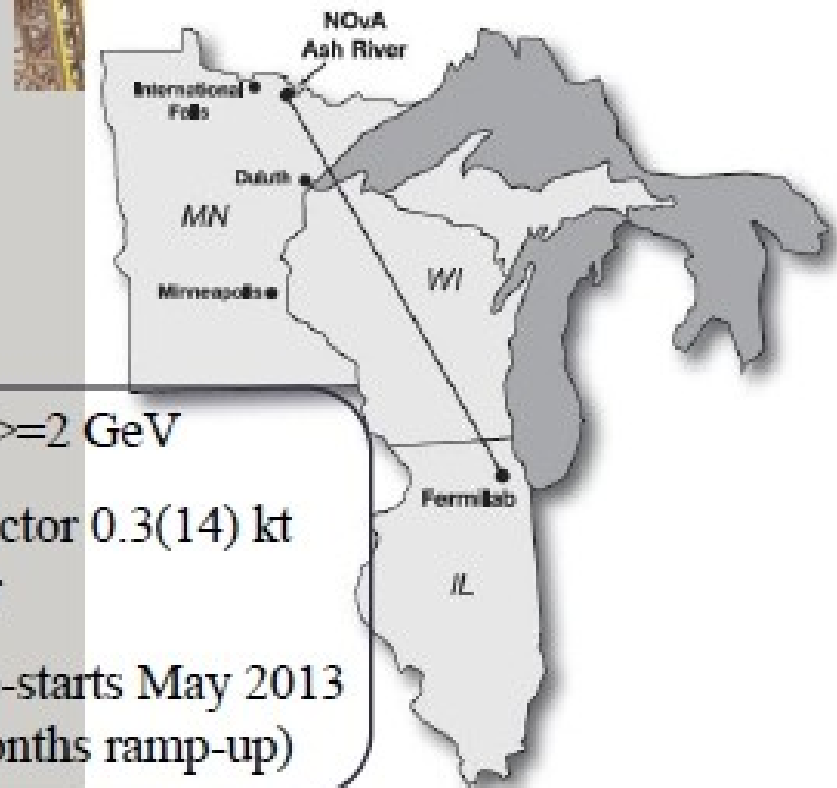 NOvA
Ash River
International
Falls
Duluth
MN
WI
Minneapolis
>=2 GeV
ctor 0.3(14) kt
Fermilab
IL
-starts May 2013
onths ramp-up)